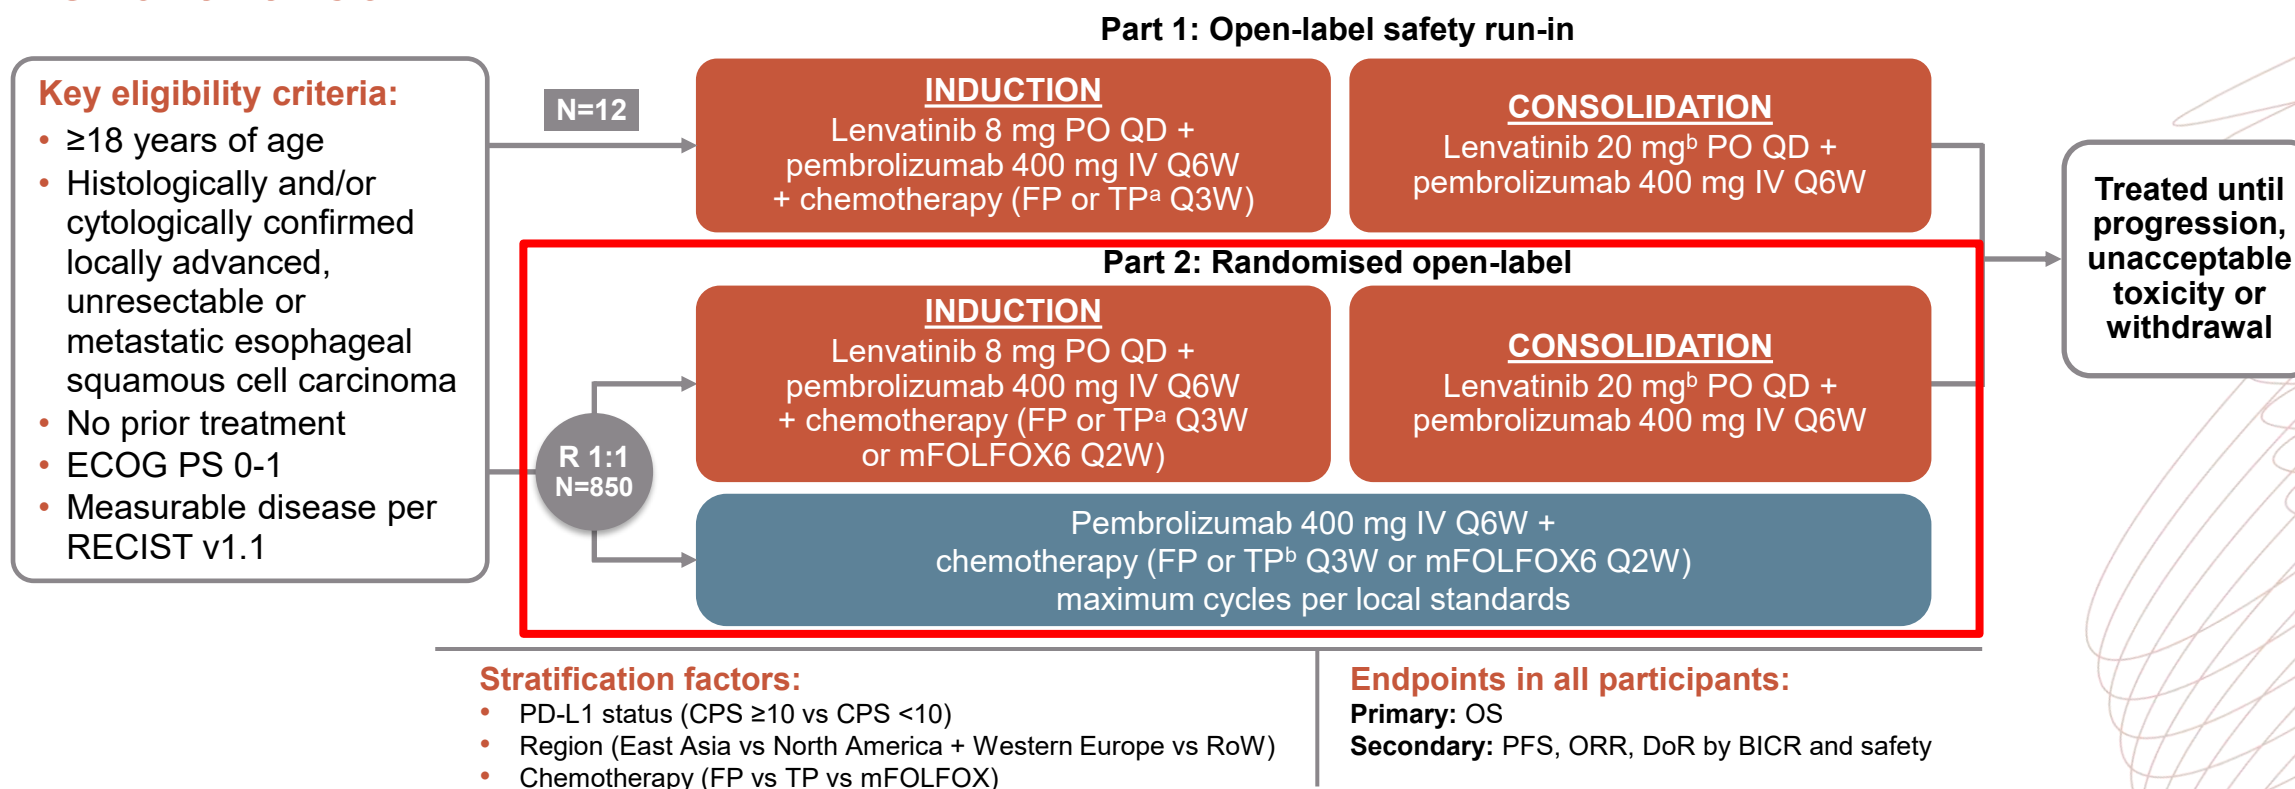 Part 1: Open-label safety run-in
Key eligibility criteria:
• ≥18 years of age
• Histologically and/or
cytologically confirmed
locally advanced,
unresectable or
metastatic esophageal
squamous cell carcinoma
• No prior treatment
• ECOG PS 0-1
• Measurable disease per
RECIST v1.1
N=12
INDUCTION
Lenvatinib 8 mg PO QD +
pembrolizumab 400 mg IV Q6W
+ chemotherapy (FP or TPᵃ Q3W)
CONSOLIDATION
Lenvatinib 20 mgᵇ PO QD +
pembrolizumab 400 mg IV Q6W
Treated until
progression,
unacceptable
toxicity or
withdrawal
Part 2: Randomised open-label
R 1:1
N=850
INDUCTION
Lenvatinib 8 mg PO QD +
pembrolizumab 400 mg IV Q6W
+ chemotherapy (FP or TPᵃ Q3W
or mFOLFOX6 Q2W)
CONSOLIDATION
Lenvatinib 20 mgᵇ PO QD +
pembrolizumab 400 mg IV Q6W
Pembrolizumab 400 mg IV Q6W +
chemotherapy (FP or TPᵇ Q3W or mFOLFOX6 Q2W)
maximum cycles per local standards
Stratification factors:
• PD-L1 status (CPS ≥10 vs CPS <10)
• Region (East Asia vs North America + Western Europe vs RoW)
• Chemotherapy (FP vs TP vs mFOLFOX)
Endpoints in all participants:
Primary: OS
Secondary: PFS, ORR, DoR by BICR and safety